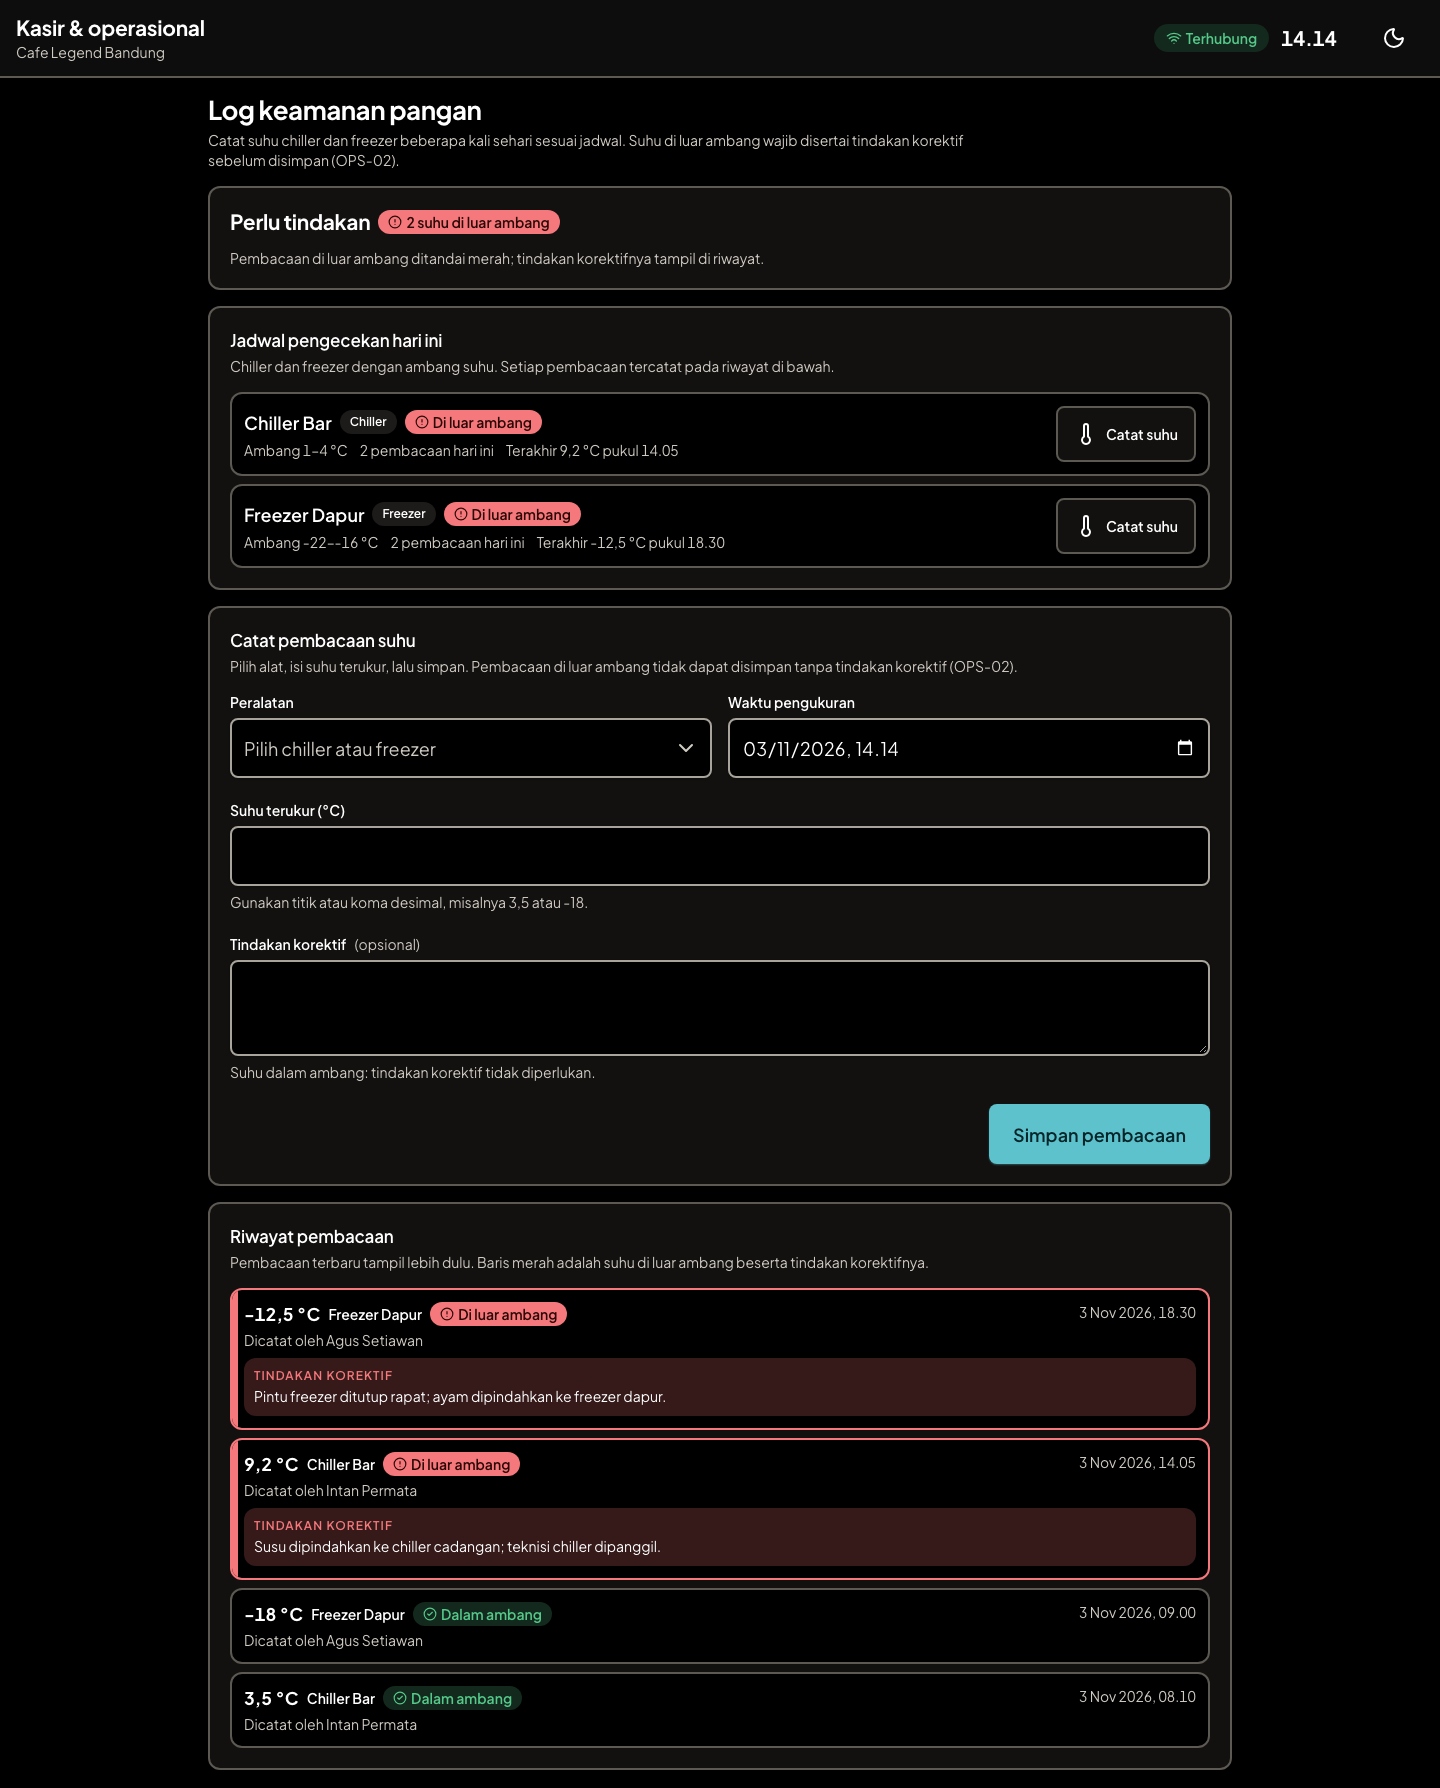 Kasir & operasional
Cafe Legend Bandung
Terhubung
14.14
Log keamanan pangan
Catat suhu chiller dan freezer beberapa kali sehari sesuai jadwal. Suhu di luar ambang wajib disertai tindakan korektif
sebelum disimpan (OPS-02).
Perlu tindakan
2 suhu di luar ambang
Pembacaan di luar ambang ditandai merah; tindakan korektifnya tampil di riwayat.
Jadwal pengecekan hari ini
Chiller dan freezer dengan ambang suhu. Setiap pembacaan tercatat pada riwayat di bawah.
Chiller Bar Chiller Di luar ambang
Ambang 1–4 °C 2 pembacaan hari ini Terakhir 9,2 °C pukul 14.05
Catat suhu
Freezer Dapur Freezer Di luar ambang
Ambang -22–-16 °C 2 pembacaan hari ini Terakhir -12,5 °C pukul 18.30
Catat suhu
Catat pembacaan suhu
Pilih alat, isi suhu terukur, lalu simpan. Pembacaan di luar ambang tidak dapat disimpan tanpa tindakan korektif (OPS-02).
Peralatan
Pilih chiller atau freezer
Waktu pengukuran
03/11/2026, 14.14
Suhu terukur (°C)
Gunakan titik atau koma desimal, misalnya 3,5 atau -18.
Tindakan korektif (opsional)
Suhu dalam ambang: tindakan korektif tidak diperlukan.
Simpan pembacaan
Riwayat pembacaan
Pembacaan terbaru tampil lebih dulu. Baris merah adalah suhu di luar ambang beserta tindakan korektifnya.
-12,5 °C Freezer Dapur Di luar ambang 3 Nov 2026, 18.30
Dicatat oleh Agus Setiawan
TINDAKAN KOREKTIF
Pintu freezer ditutup rapat; ayam dipindahkan ke freezer dapur.
9,2 °C Chiller Bar Di luar ambang 3 Nov 2026, 14.05
Dicatat oleh Intan Permata
TINDAKAN KOREKTIF
Susu dipindahkan ke chiller cadangan; teknisi chiller dipanggil.
-18 °C Freezer Dapur Dalam ambang 3 Nov 2026, 09.00
Dicatat oleh Agus Setiawan
3,5 °C Chiller Bar Dalam ambang 3 Nov 2026, 08.10
Dicatat oleh Intan Permata